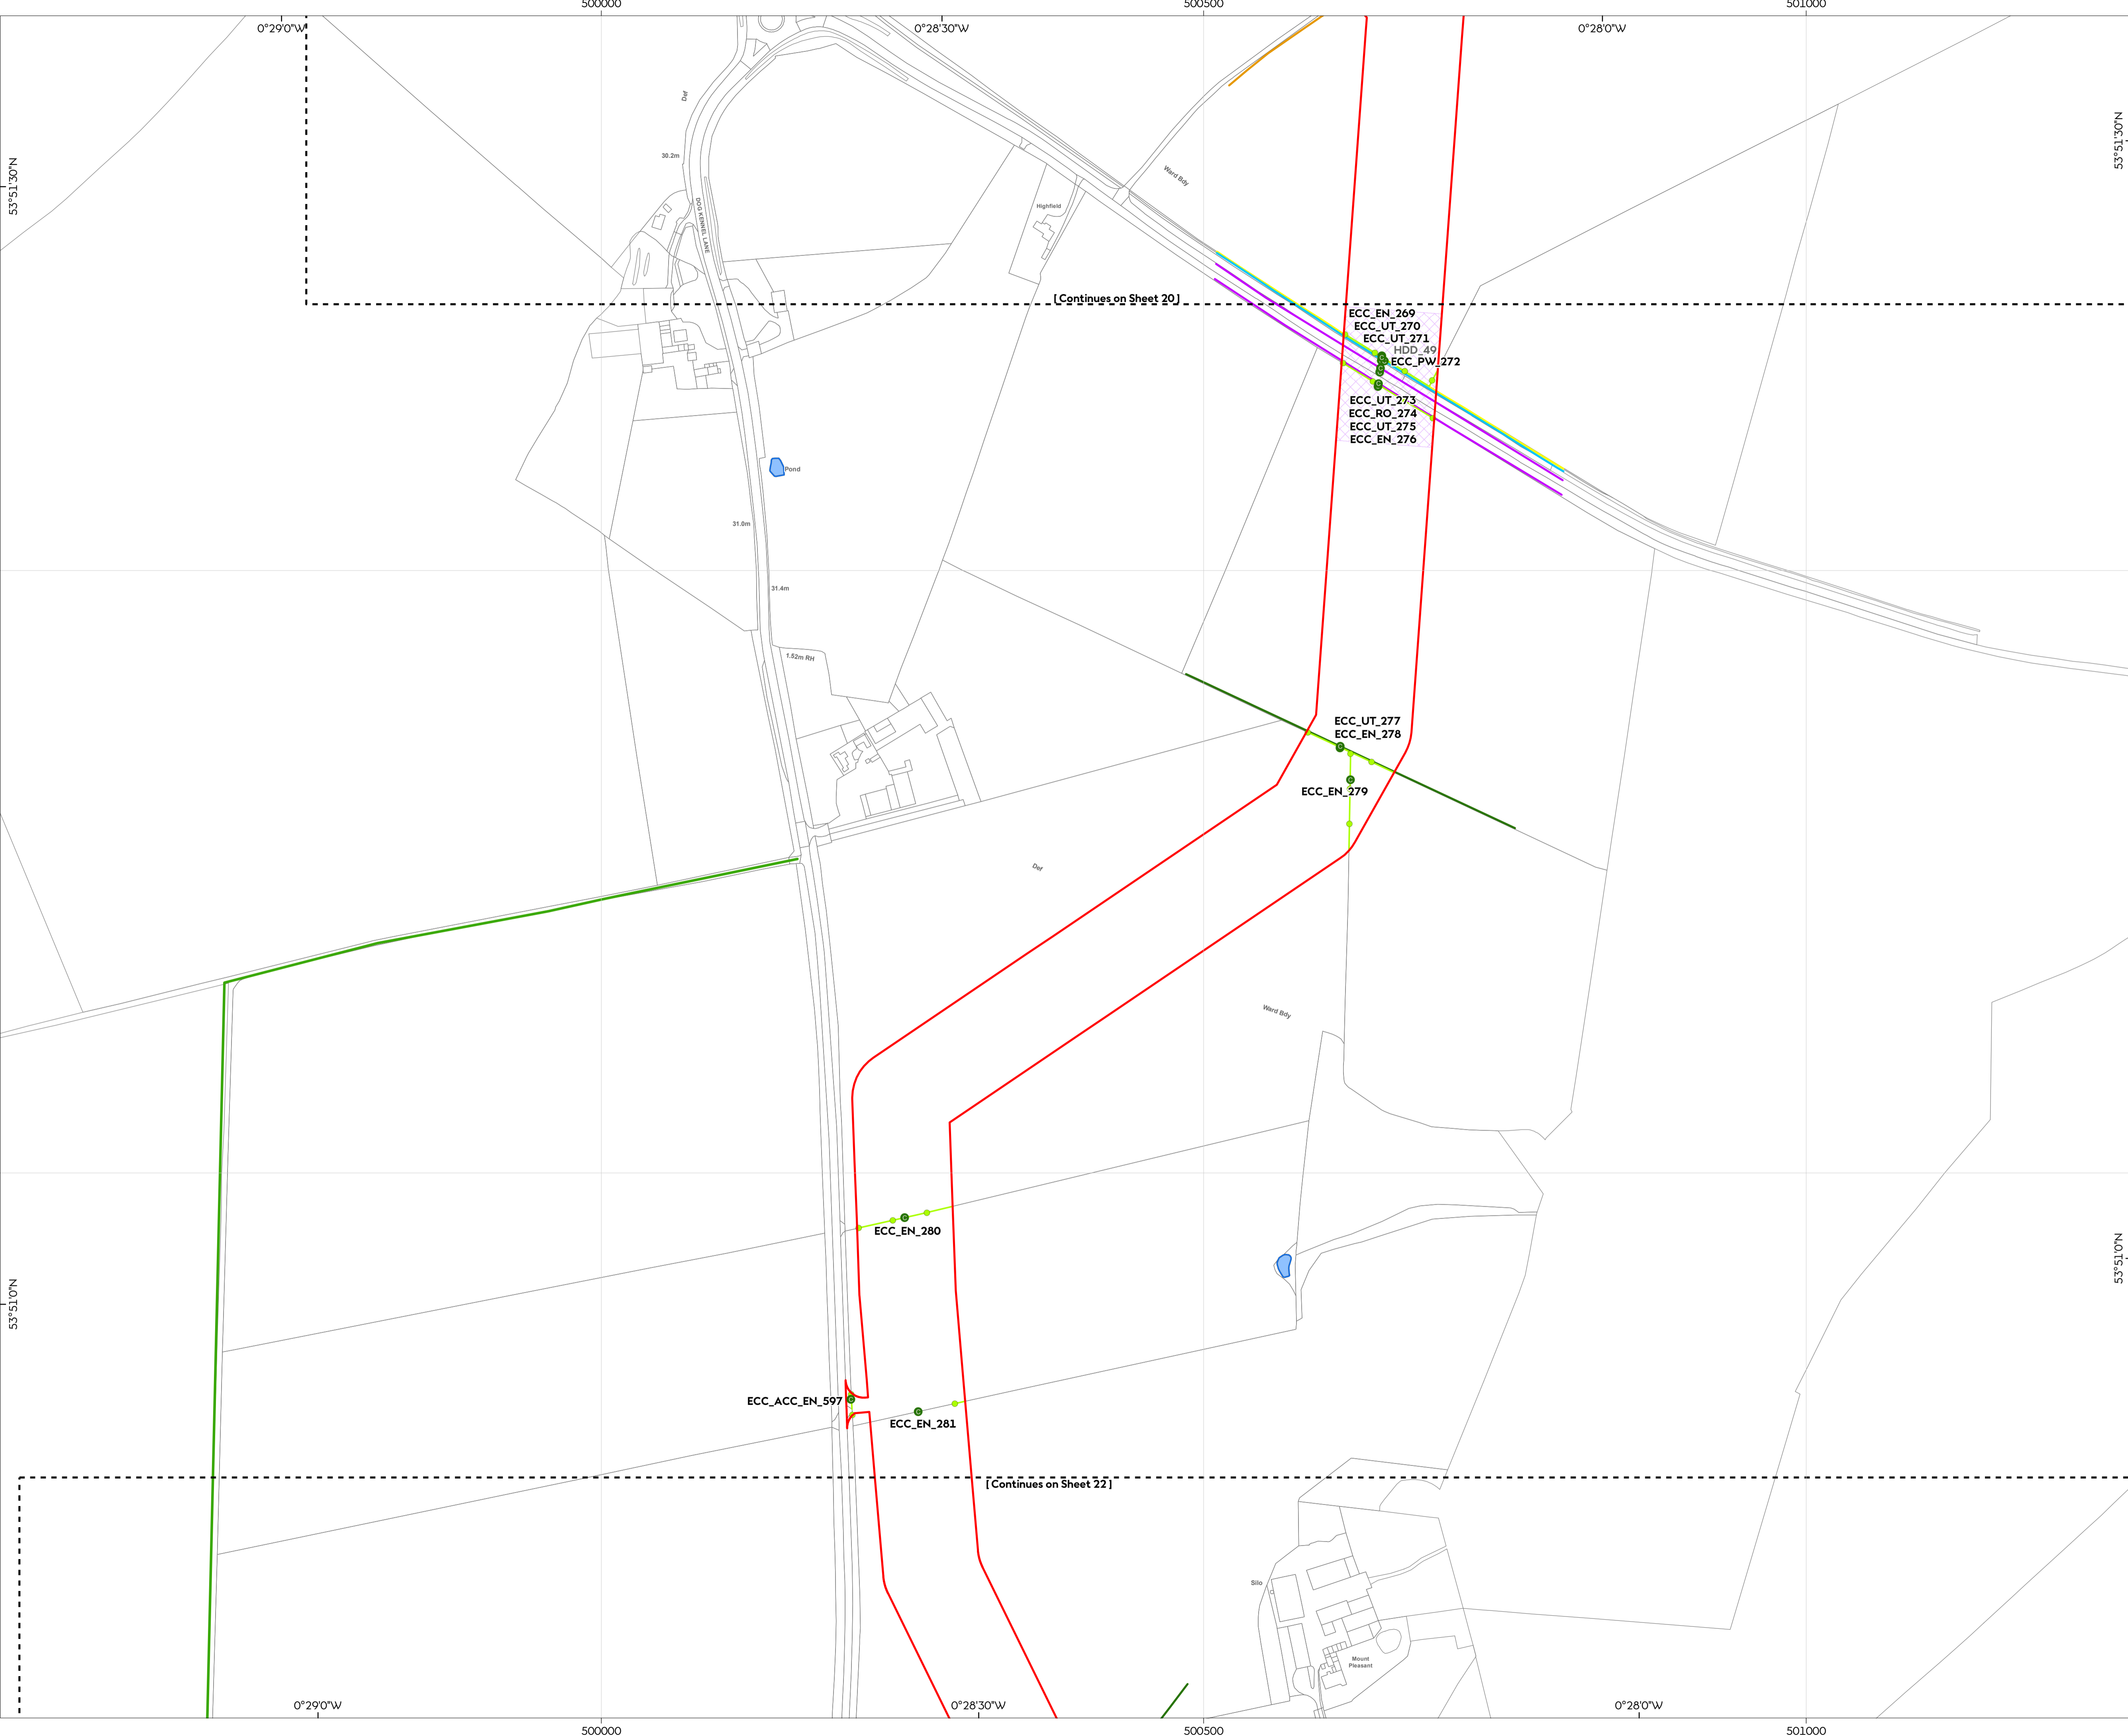 500000
500500
501000
0°29'0"W
0°28'30"W
0°28'0"W
53°51'30"N
53°51'30"N
Def
30.2m
DOG KENNEL LANE
Ward Bdy
Highfield
[ Continues on Sheet 20 ]
ECC_EN_269
ECC_UT_270
ECC_UT_271
HDD_49
ECC_PW_272
ECC_UT_273
ECC_RO_274
ECC_UT_275
ECC_EN_276
Pond
31.0m
31.4m
1.52m RH
ECC_UT_277
ECC_EN_278
ECC_EN_279
Def
Ward Bdy
ECC_EN_280
53°51'0"N
53°51'0"N
ECC_ACC_EN_597
ECC_EN_281
[ Continues on Sheet 22 ]
Silo
Mount
Pleasant
0°29'0"W
0°28'30"W
0°28'0"W
500000
500500
501000